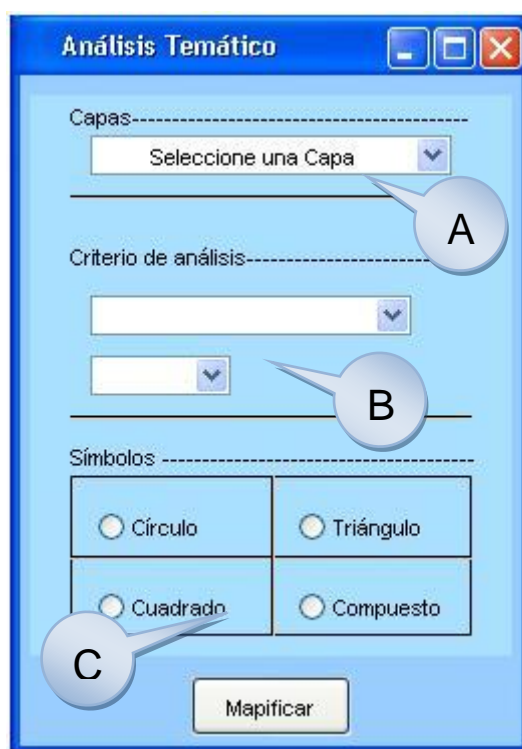 Análisis Temático
Capas
Seleccione una Capa
A
Criterio de análisis
B
Símbolos
Círculo Triángulo
Cuadrado Compuesto
C
Mapificar